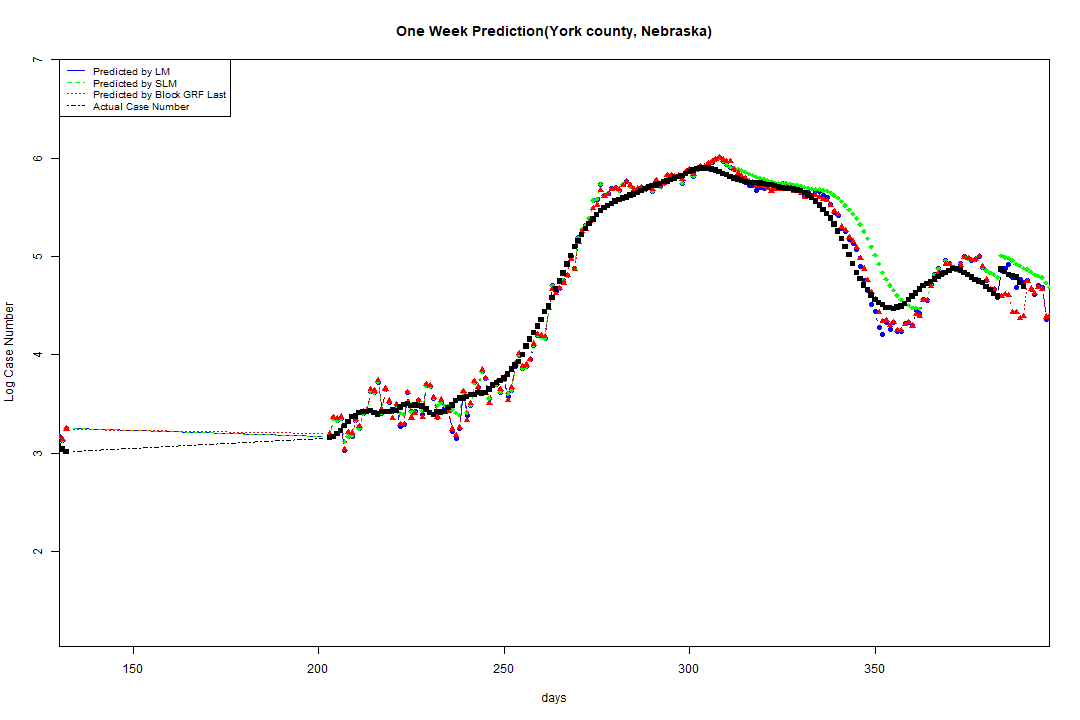 One Week Prediction(York county, Nebraska)
Predicted by LM
Predicted by SLM
Predicted by Block GRF Last
Actual Case Number
7
6
5
4
3
2
Log Case Number
150 200 250 300 350
days